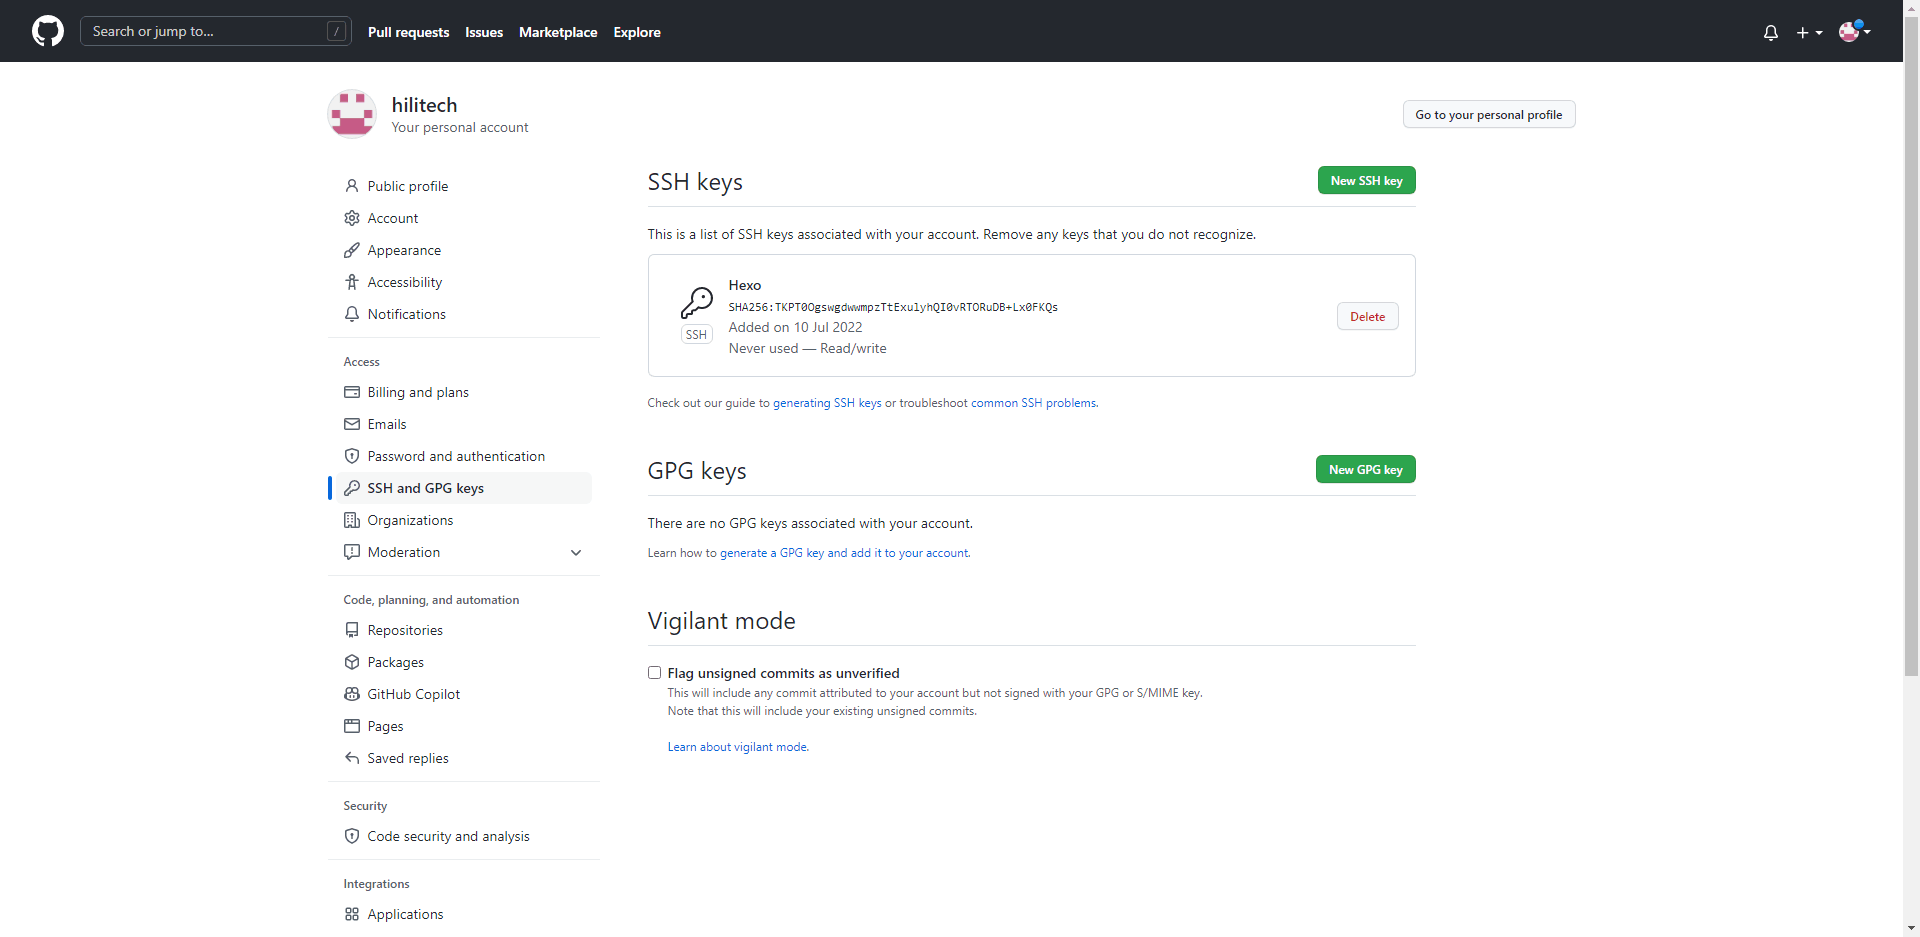 Search or jump to...
/
Pull requests
Issues
Marketplace
Explore
hilitech
Your personal account
Go to your personal profile
Public profile
Account
Appearance
Accessibility
Notifications
Access
Billing and plans
Emails
Password and authentication
SSH and GPG keys
Organizations
Moderation
Code, planning, and automation
Repositories
Packages
GitHub Copilot
Pages
Saved replies
Security
Code security and analysis
Integrations
Applications
SSH keys
New SSH key
This is a list of SSH keys associated with your account. Remove any keys that you do not recognize.
SSH
Hexo
SHA256:TKPT0OgswgdwwmpzTtExulyhQI0vRTORuDB+Lx0FKQs
Added on 10 Jul 2022
Never used — Read/write
Delete
Check out our guide to generating SSH keys or troubleshoot common SSH problems.
GPG keys
New GPG key
There are no GPG keys associated with your account.
Learn how to generate a GPG key and add it to your account.
Vigilant mode
Flag unsigned commits as unverified
This will include any commit attributed to your account but not signed with your GPG or S/MIME key.
Note that this will include your existing unsigned commits.
Learn about vigilant mode.